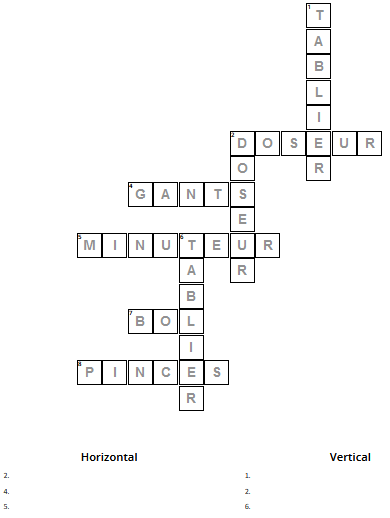 1 T
A
B
L
I
2 D O S E U R
O R
4 G A N T S
E
5 M I N U 6 T E U R
A R
B
7 B O L
I
8 P I N C E S
R
Horizontal Vertical
2. 1.
4. 2.
5. 6.